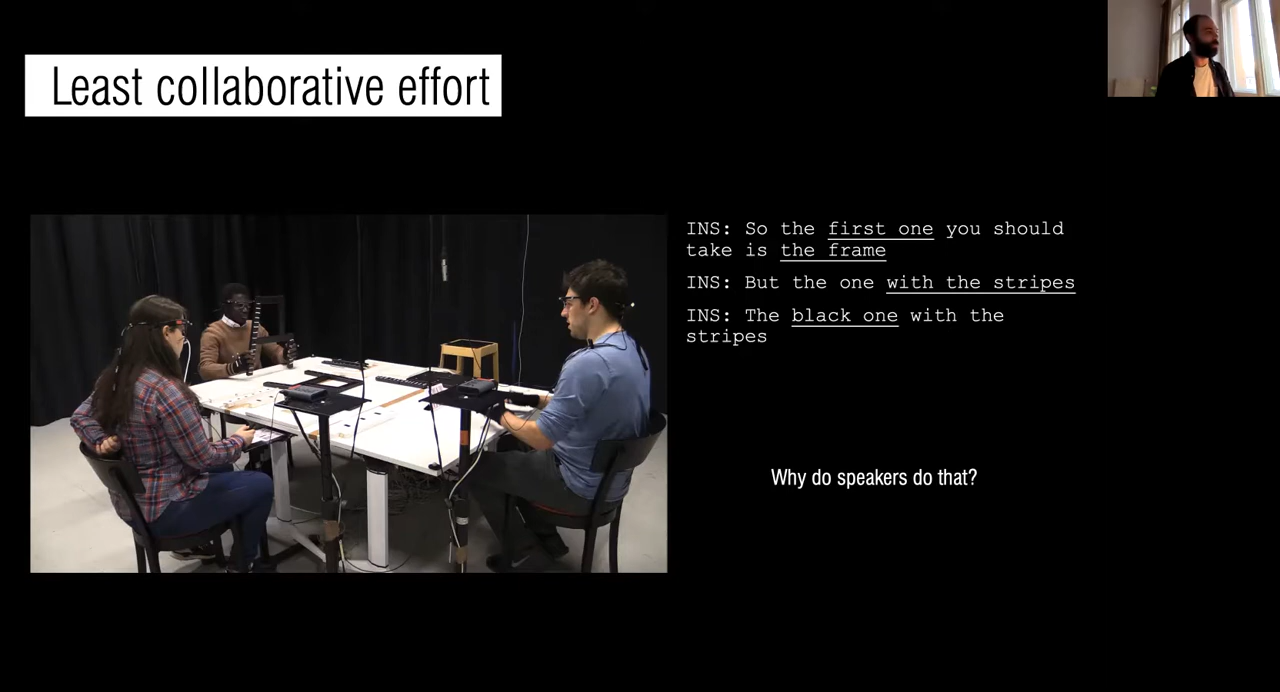 Least collaborative effort
INS: So the first one you should
take is the frame
INS: But the one with the stripes
INS: The black one with the
stripes
Why do speakers do that?